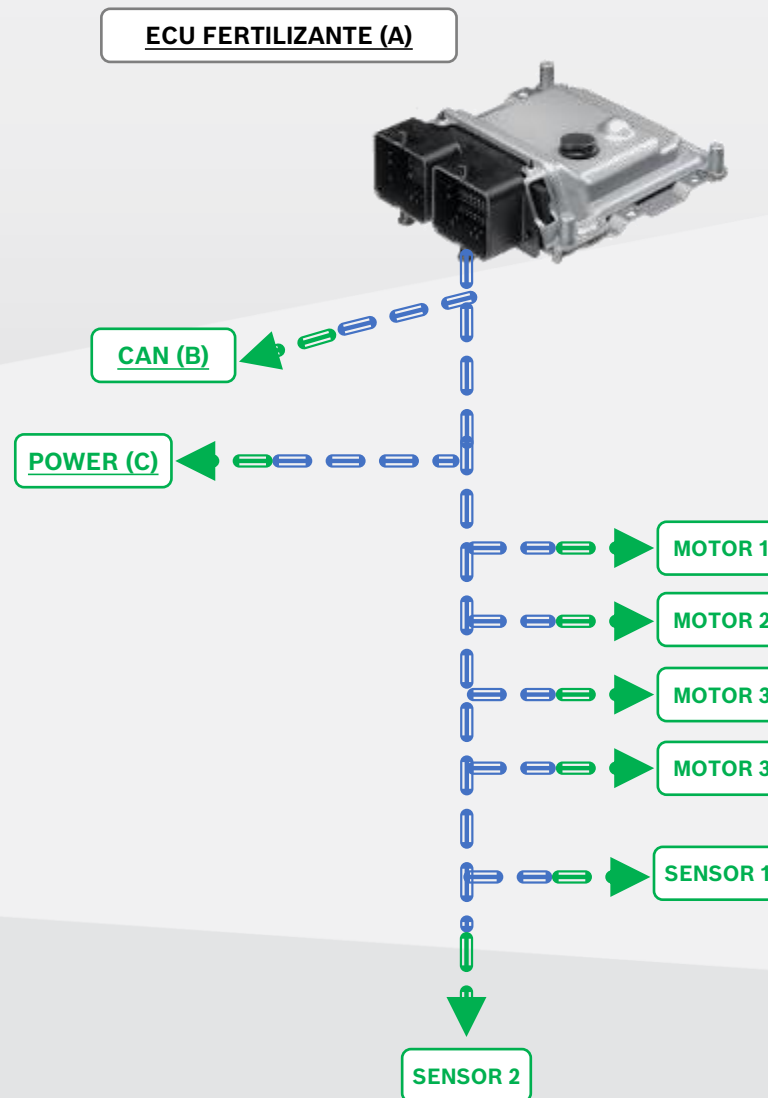 ECU FERTILIZANTE (A)
CAN (B)
POWER (C)
MOTOR 1
MOTOR 2
MOTOR 3
MOTOR 3
SENSOR 1
SENSOR 2